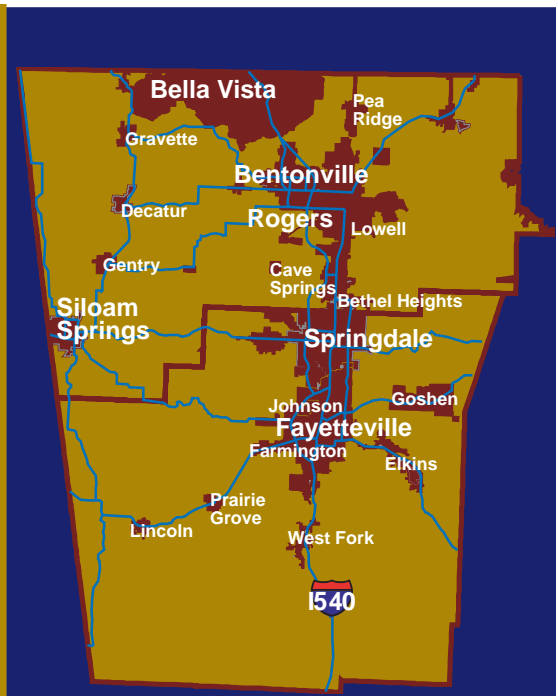 Bella Vista
Pea
Ridge
Gravette
Bentonville
Decatur
Rogers
Lowell
Gentry
Cave
Springs
Bethel Heights
Siloam
Springs
Springdale
Goshen
Johnson
Fayetteville
Farmington
Elkins
Prairie
Grove
Lincoln
West Fork
I540